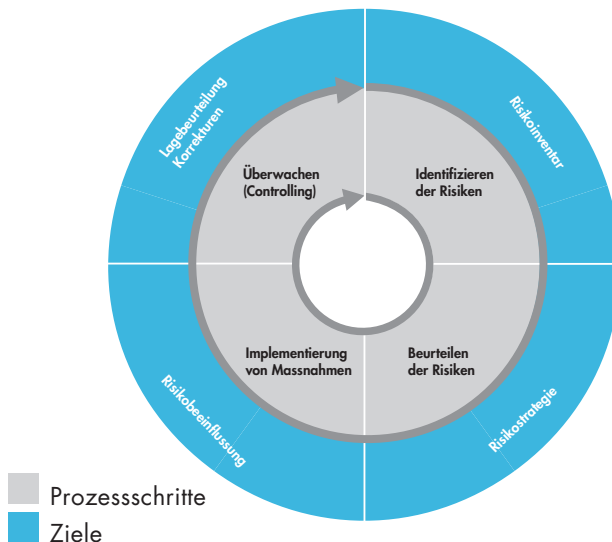 Lagebeurteilung
Korrekturen
Risikoinventar
Überwachen
(Controlling)
Identifizieren
der Risiken
Implementierung
von Massnahmen
Beurteilen
der Risiken
Risikobeeinflussung
Risikostrategie
Prozessschritte
Ziele